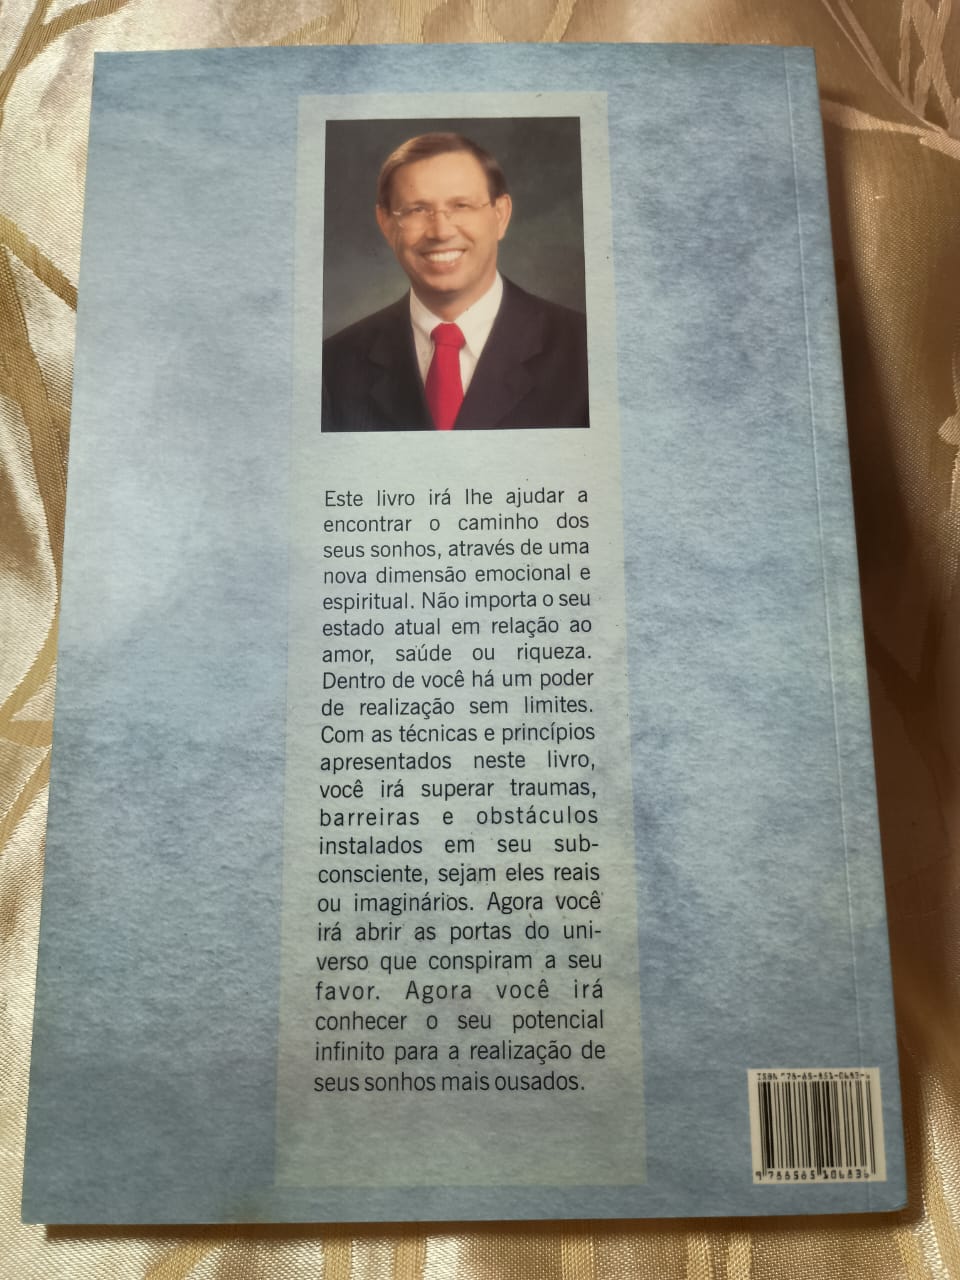 Este livro irá lhe ajudar a
encontrar o caminho dos
seus sonhos, através de uma
nova dimensão emocional e
espiritual. Não importa o seu
estado atual em relação ao
amor, saúde ou riqueza.
Dentro de você há um poder
de realização sem limites.
Com as técnicas e princípios
apresentados neste livro,
você irá superar traumas,
barreiras e obstáculos
instalados em seu sub-
consciente, sejam eles reais
ou imaginários. Agora você
irá abrir as portas do uni-
verso que conspiram a seu
favor. Agora você irá
conhecer o seu potencial
infinito para a realização de
seus sonhos mais ousados.
ISBN
9 788585 106836